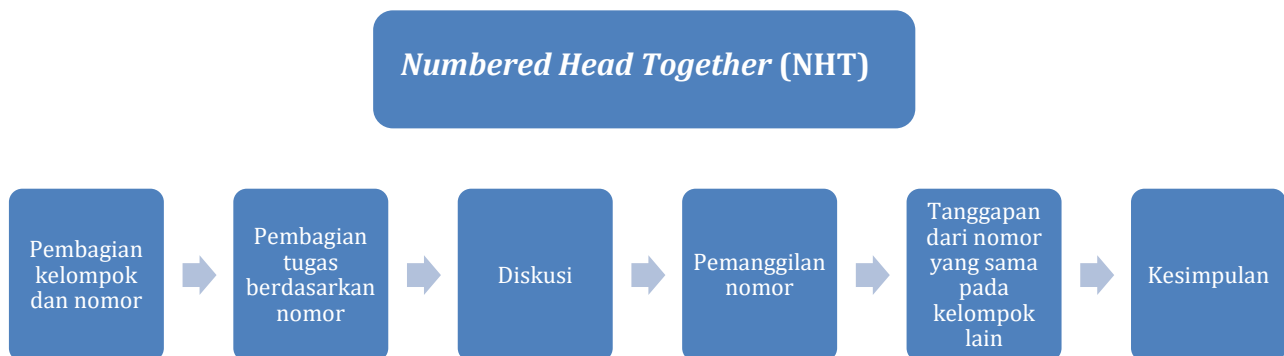 Numbered Head Together (NHT)
Pembagian
kelompok
dan nomor
Pembagian
tugas
berdasarkan
nomor
Diskusi
Pemanggilan
nomor
Tanggapan
dari nomor
yang sama
pada
kelompok
lain
Kesimpulan